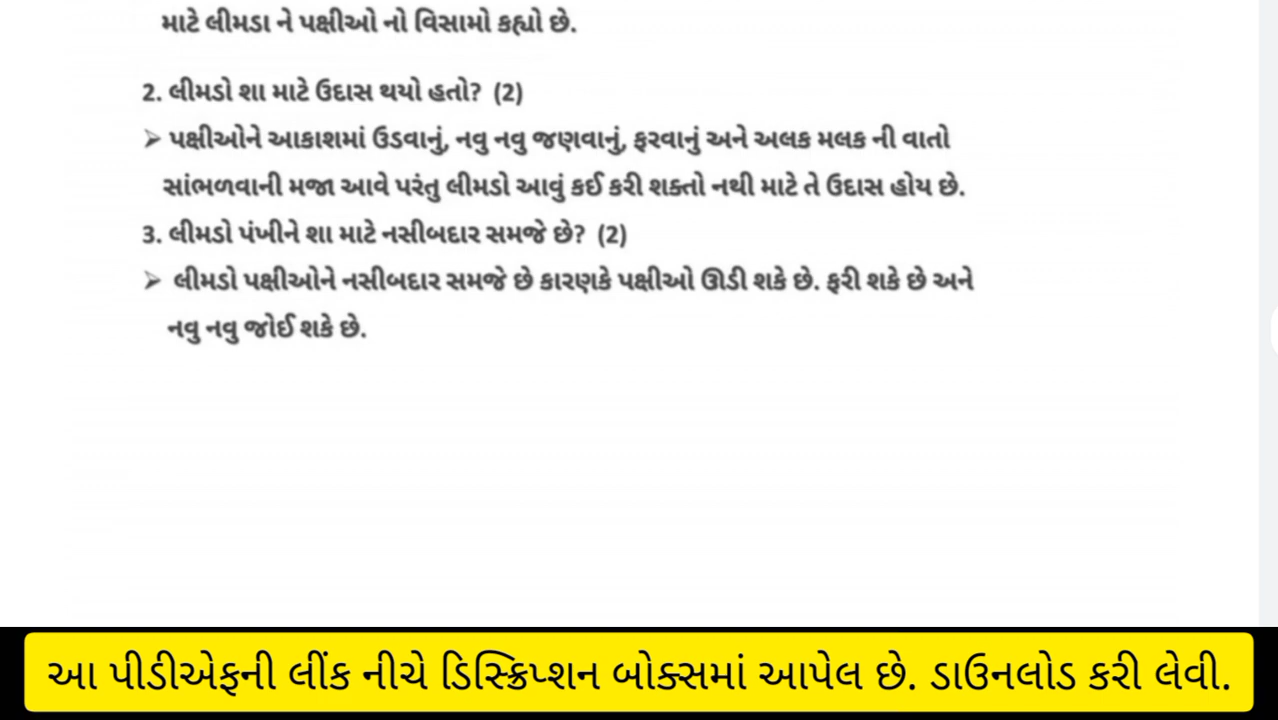 માટે લીમડા ને પક્ષીઓ નો વિસામો કહ્યો છે.
2. લીમડો શા માટે ઉદાસ થયો હતો? (2)
➢ પક્ષીઓને આકાશમાં ઉડવાનું, નવુ નવુ જણવાનું, ફરવાનું અને અલક મલક ની વાતો
સાંભળવાની મજા આવે પરંતુ લીમડો આવું કઈ કરી શક્તો નથી માટે તે ઉદાસ હોય છે.
3. લીમડો પંખીને શા માટે નસીબદાર સમજે છે? (2)
➢ લીમડો પક્ષીઓને નસીબદાર સમજે છે કારણકે પક્ષીઓ ઊડી શકે છે. ફરી શકે છે અને
નવુ નવુ જોઈ શકે છે.
આ પીડીએફની લીંક નીચે ડિસ્ક્રિપ્શન બોક્સમાં આપેલ છે. ડાઉનલોડ કરી લેવી.